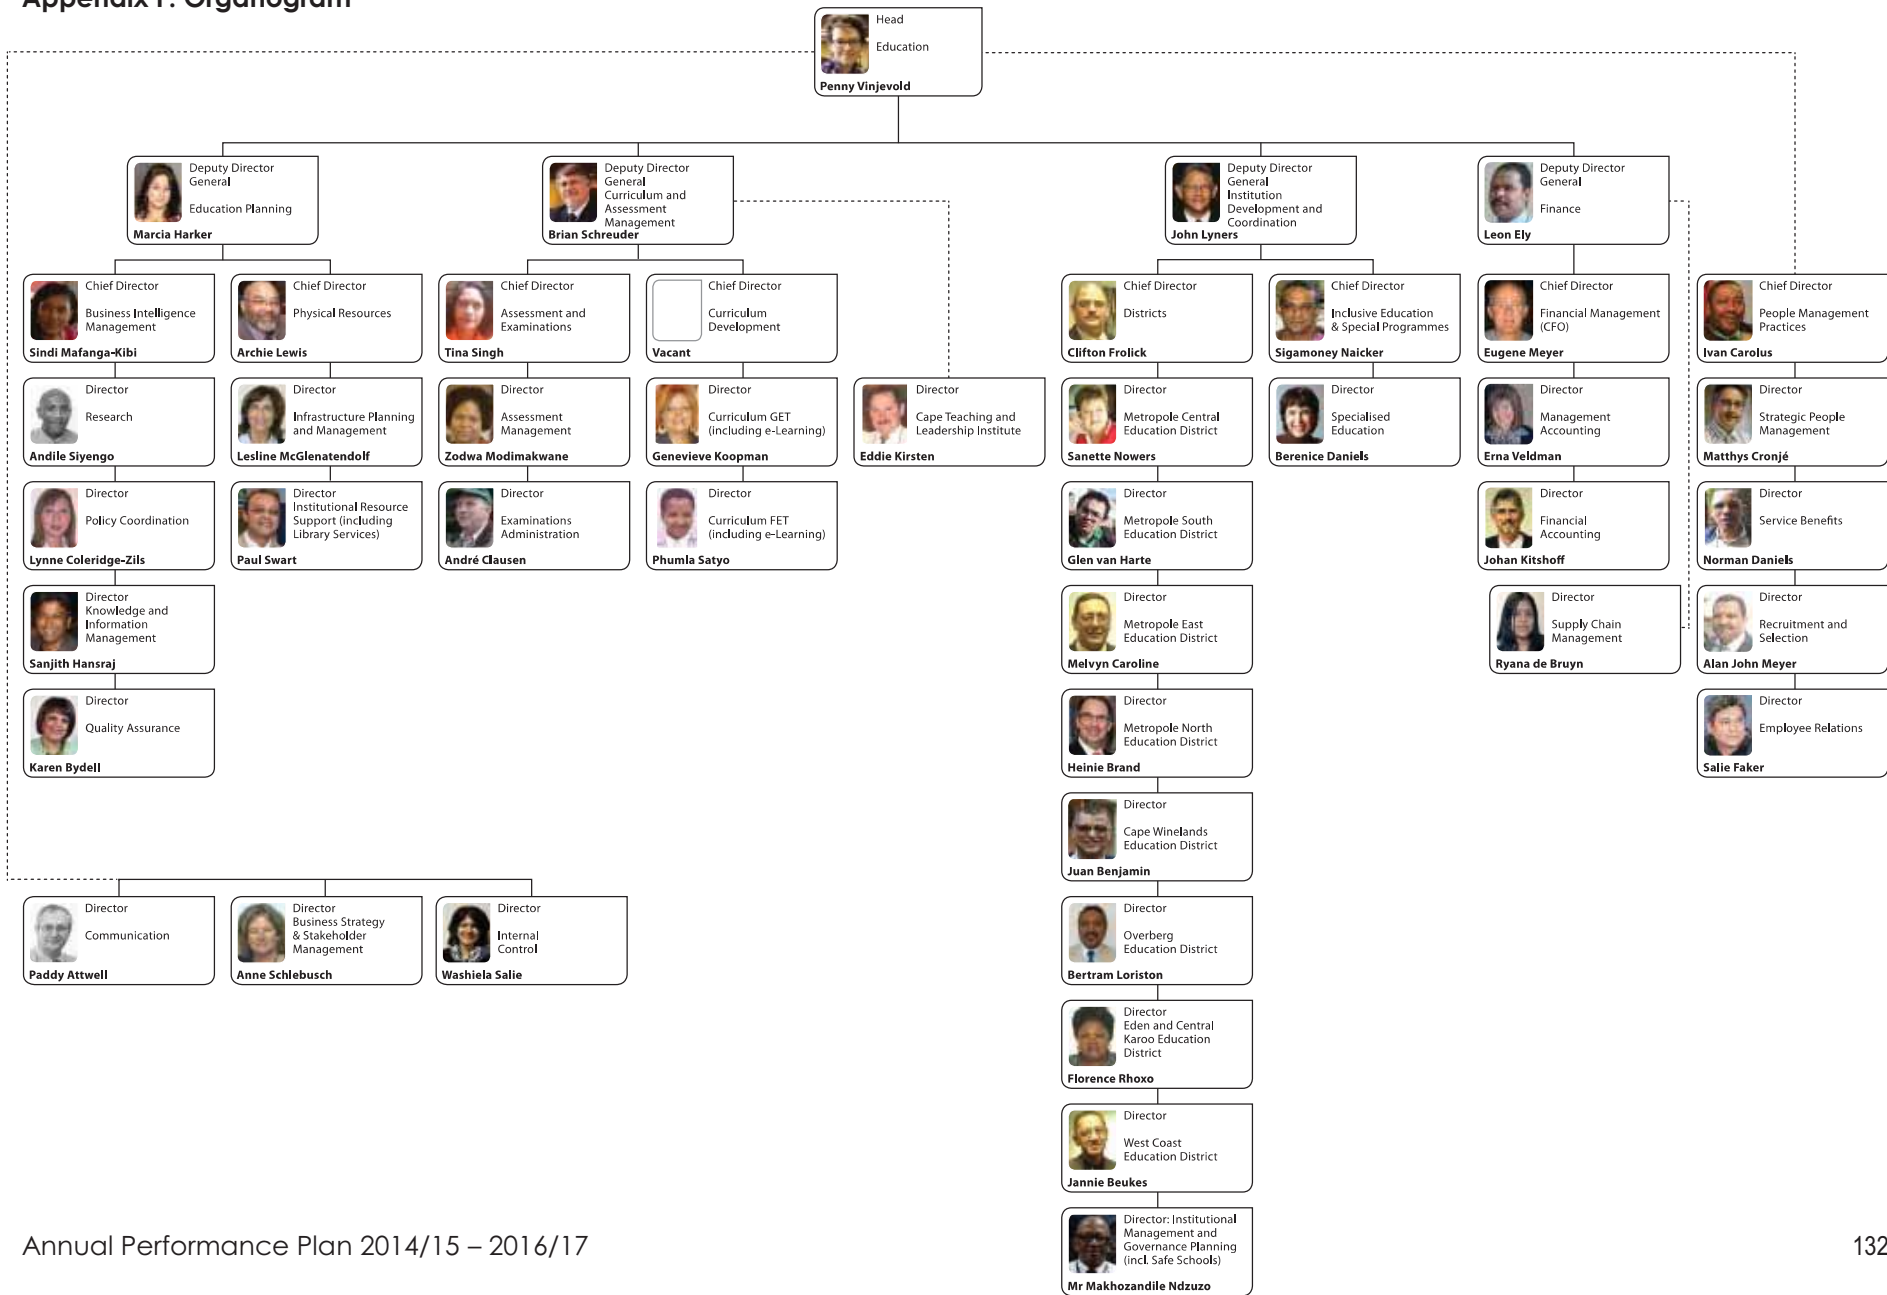 Appendix F: Organogram
Head
Education
Penny Vinjevold
Deputy Director
General
Education Planning
Marcia Harker
Deputy Director
General
Curriculum and
Assessment
Management
Brian Schreuder
Deputy Director
General
Institution
Development and
Coordination
John Lyners
Deputy Director
General
Finance
Leon Ely
Chief Director
Business Intelligence
Management
Sindi Mafanga-Kibi
Chief Director
Physical Resources
Archie Lewis
Chief Director
Assessment and
Examinations
Tina Singh
Chief Director
Curriculum
Development
Vacant
Chief Director
Districts
Clifton Frolick
Chief Director
Inclusive Education
& Special Programmes
Sigamoney Naicker
Chief Director
Financial Management
(CFO)
Eugene Meyer
Chief Director
People Management
Practices
Ivan Carolus
Director
Research
Andile Siyengo
Director
Infrastructure Planning
and Management
Lesline McGlenatendolf
Director
Assessment
Management
Zodwa Modimakwane
Director
Curriculum GET
(including e-Learning)
Genevieve Koopman
Director
Cape Teaching and
Leadership Institute
Eddie Kirsten
Director
Metropole Central
Education District
Sanette Nowers
Director
Specialised
Education
Berenice Daniels
Director
Management
Accounting
Erna Veldman
Director
Strategic People
Management
Matthys Cronjé
Director
Policy Coordination
Lynne Coleridge-Zils
Director
Institutional Resource
Support (including
Library Services)
Paul Swart
Director
Examinations
Administration
André Clausen
Director
Curriculum FET
(including e-Learning)
Phumla Satyo
Director
Metropole South
Education District
Glen van Harte
Director
Financial
Accounting
Johan Kitshoff
Director
Service Benefits
Norman Daniels
Director
Knowledge and
Information
Management
Sanjith Hansraj
Director
Metropole East
Education District
Melvyn Caroline
Director
Supply Chain
Management
Ryana de Bruyn
Director
Recruitment and
Selection
Alan John Meyer
Director
Quality Assurance
Karen Bydell
Director
Metropole North
Education District
Heinie Brand
Director
Employee Relations
Salie Faker
Director
Cape Winelands
Education District
Juan Benjamin
Director
Communication
Paddy Attwell
Director
Business Strategy
& Stakeholder
Management
Anne Schlebusch
Director
Internal
Control
Washiela Salie
Director
Overberg
Education District
Bertram Loriston
Director
Eden and Central
Karoo Education
District
Florence Rhoxo
Director
West Coast
Education District
Jannie Beukes
Director: Institutional
Management and
Governance Planning
(incl. Safe Schools)
Mr Makhozandile Ndzuzo
Annual Performance Plan 2014/15 – 2016/17
132